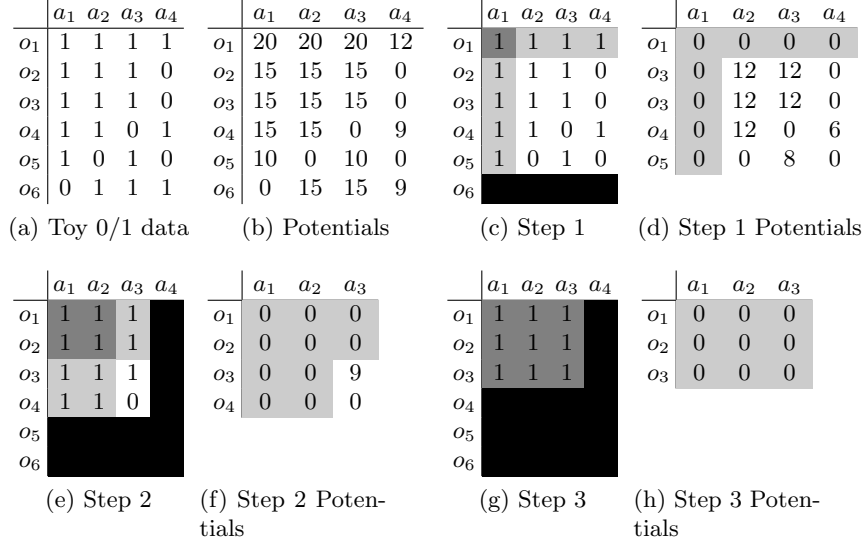 a₁ a₂ a₃ a₄
o₁ 1 1 1 1
o₂ 1 1 1 0
o₃ 1 1 1 0
o₄ 1 1 0 1
o₅ 1 0 1 0
o₆ 0 1 1 1
(a) Toy 0/1 data
a₁ a₂ a₃ a₄
o₁ 20 20 20 12
o₂ 15 15 15 0
o₃ 15 15 15 0
o₄ 15 15 0 9
o₅ 10 0 10 0
o₆ 0 15 15 9
(b) Potentials
a₁ a₂ a₃ a₄
o₁ 1 1 1 1
o₂ 1 1 1 0
o₃ 1 1 1 0
o₄ 1 1 0 1
o₅ 1 0 1 0
o₆
(c) Step 1
a₁ a₂ a₃ a₄
o₁ 0 0 0 0
o₃ 0 12 12 0
o₃ 0 12 12 0
o₄ 0 12 0 6
o₅ 0 0 8 0
(d) Step 1 Potentials
a₁ a₂ a₃ a₄
o₁ 1 1 1
o₂ 1 1 1
o₃ 1 1 1
o₄ 1 1 0
o₅
o₆
(e) Step 2
a₁ a₂ a₃
o₁ 0 0 0
o₂ 0 0 0
o₃ 0 0 9
o₄ 0 0 0
(f) Step 2 Poten-
tials
a₁ a₂ a₃ a₄
o₁ 1 1 1
o₂ 1 1 1
o₃ 1 1 1
o₄
o₅
o₆
(g) Step 3
a₁ a₂ a₃
o₁ 0 0 0
o₂ 0 0 0
o₃ 0 0 0
(h) Step 3 Poten-
tials